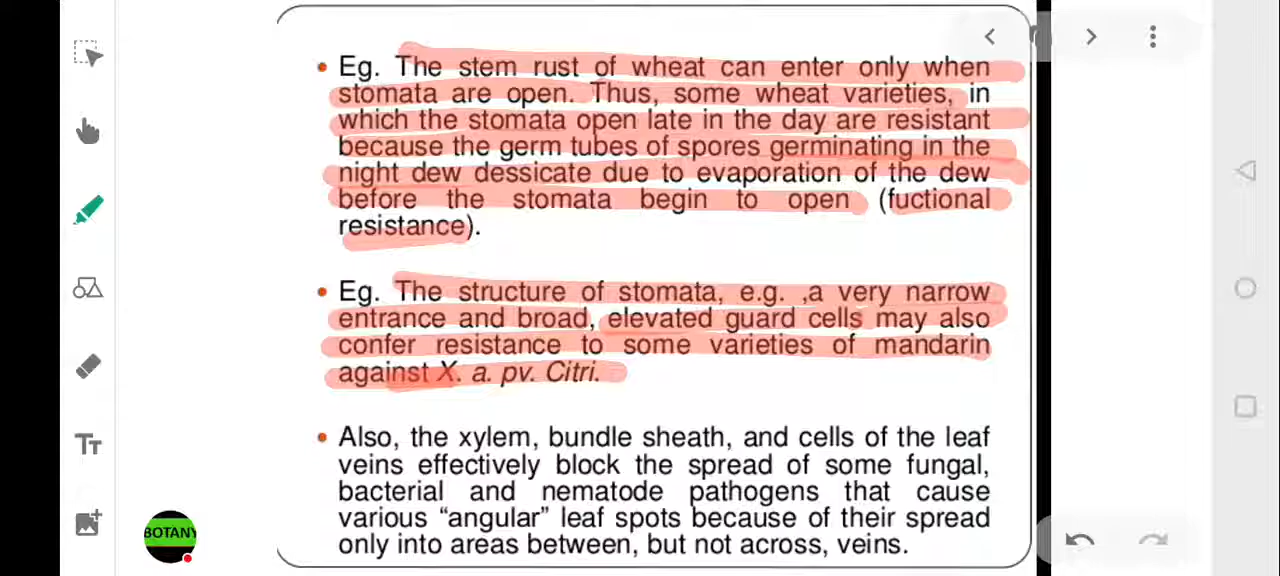 • Eg. The stem rust of wheat can enter only when
stomata are open. Thus, some wheat varieties, in
which the stomata open late in the day are resistant
because the germ tubes of spores germinating in the
night dew dessicate due to evaporation of the dew
before the stomata begin to open (fuctional
resistance).
• Eg. The structure of stomata, e.g. ,a very narrow
entrance and broad, elevated guard cells may also
confer resistance to some varieties of mandarin
against X. a. pv. Citri.
• Also, the xylem, bundle sheath, and cells of the leaf
veins effectively block the spread of some fungal,
bacterial and nematode pathogens that cause
various “angular” leaf spots because of their spread
only into areas between, but not across, veins.
TT
BOTANY